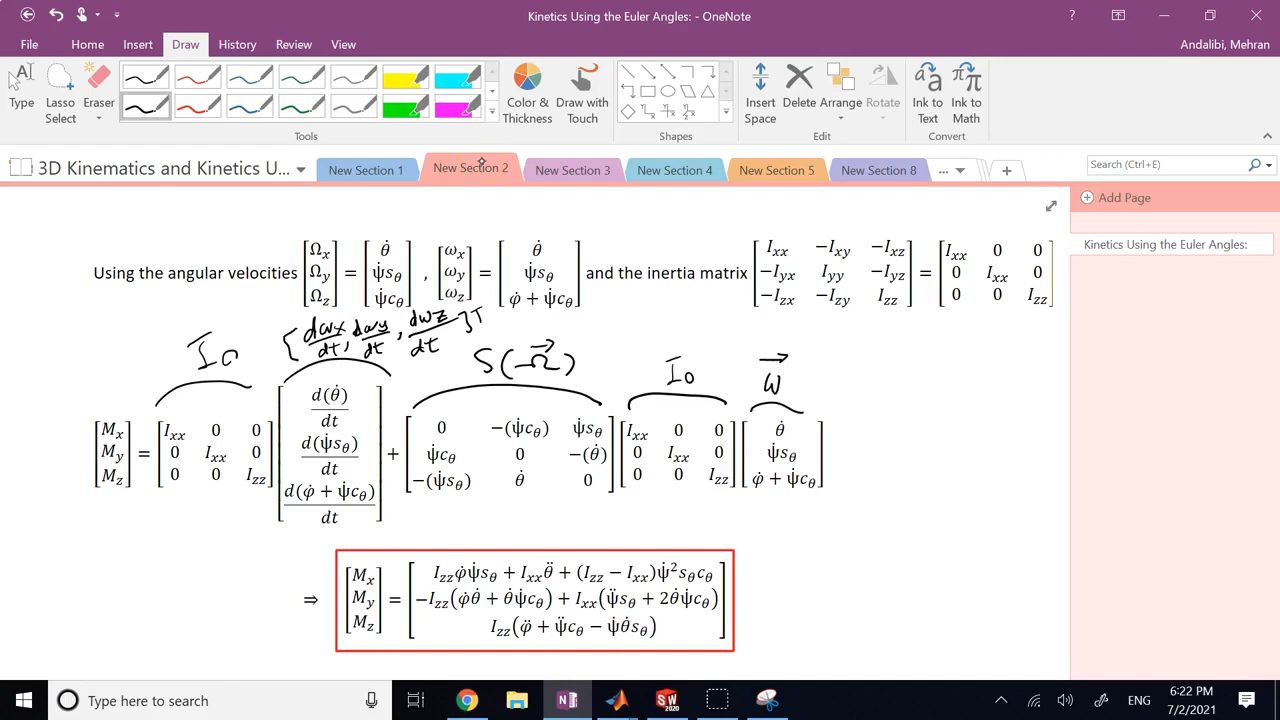 Kinetics Using the Euler Angles: - OneNote
File Home Insert Draw History Review View
Andalibi, Mehran
Type Lasso Select Eraser
Color & Thickness Draw with Touch
Insert Space Delete Arrange Rotate Ink to Text Ink to Math
Tools Shapes Edit Convert
3D Kinematics and Kinetics U... New Section 1 New Section 2 New Section 3 New Section 4 New Section 5 New Section 8 ...
Search (Ctrl+E)
Add Page
Kinetics Using the Euler Angles:
Using the angular velocities [Ωx Ωy Ωz] = [θ̇ ψ̇sθ ψ̇cθ] , [ωx ωy ωz] = [θ̇ ψ̇sθ φ̇ + ψ̇cθ] and the inertia matrix [Ixx −Ixy −Ixz −Iyx Iyy −Iyz −Izx −Izy Izz] = [Ixx 0 0 0 Ixx 0 0 0 Izz]
Io [dωx/dt, dωy/dt, dωz/dt]T S(Ω⃗) Io ω⃗
[Mx My Mz] = [Ixx 0 0 0 Ixx 0 0 0 Izz] [d(θ̇)/dt d(ψ̇sθ)/dt d(φ̇ + ψ̇cθ)/dt] + [0 −(ψ̇cθ) ψ̇sθ ψ̇cθ 0 −(θ̇) −(ψ̇sθ) θ̇ 0] [Ixx 0 0 0 Ixx 0 0 0 Izz] [θ̇ ψ̇sθ φ̇ + ψ̇cθ]
⇒ [Mx My Mz] = [Izzφ̇ψ̇sθ + Ixxθ̈ + (Izz − Ixx)ψ̇²sθcθ
−Izz(φ̇θ̇ + θ̇ψ̇cθ) + Ixx(ψ̈sθ + 2θ̇ψ̇cθ)
Izz(φ̈ + ψ̈cθ − ψ̇θ̇sθ)]
Type here to search
ENG
6:22 PM
7/2/2021